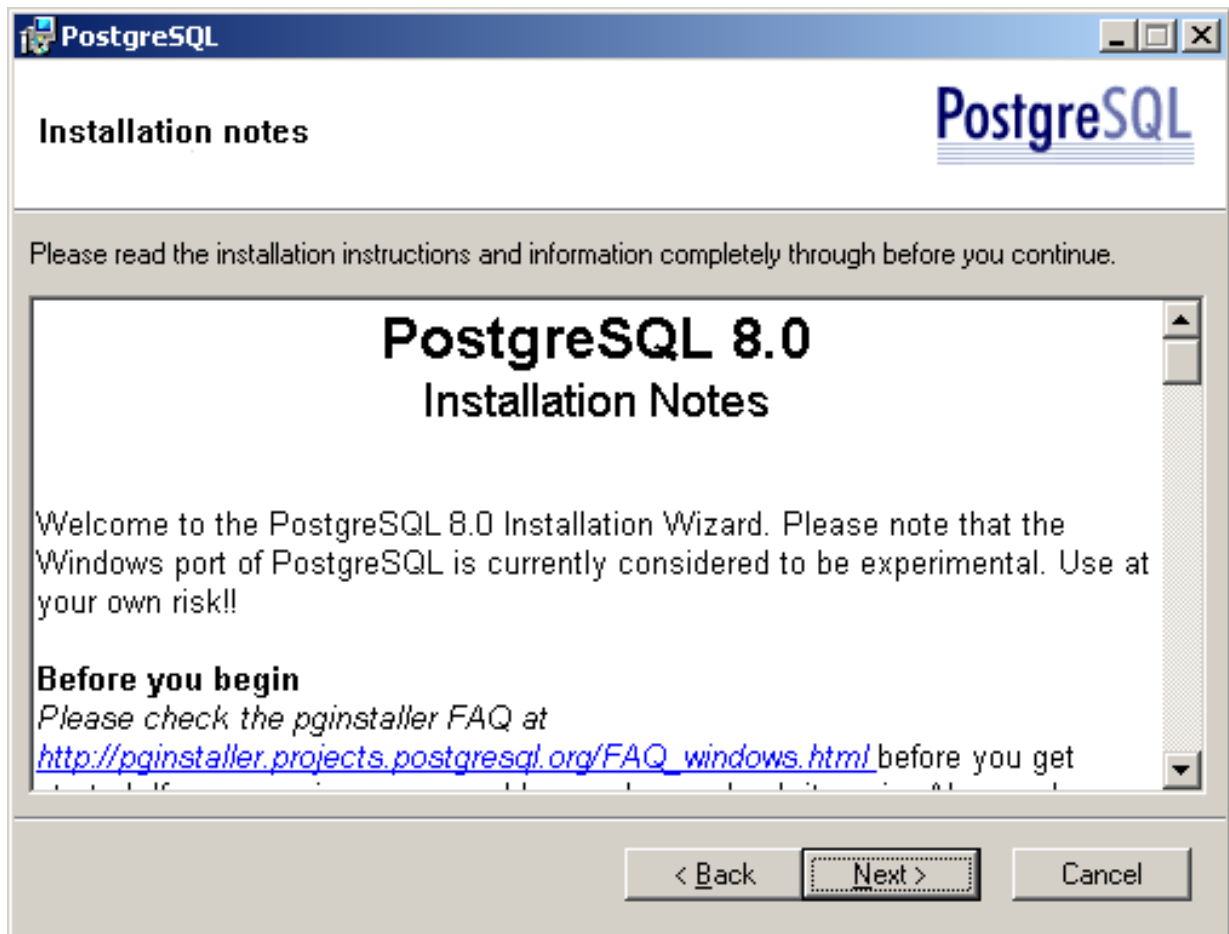 PostgreSQL
Installation notes
PostgreSQL
Please read the installation instructions and information completely through before you continue.
PostgreSQL 8.0
Installation Notes
Welcome to the PostgreSQL 8.0 Installation Wizard. Please note that the
Windows port of PostgreSQL is currently considered to be experimental. Use at
your own risk!!
Before you begin
Please check the pginstaller FAQ at
http://pginstaller.projects.postgresql.org/FAQ_windows.html before you get
< Back
Next >
Cancel